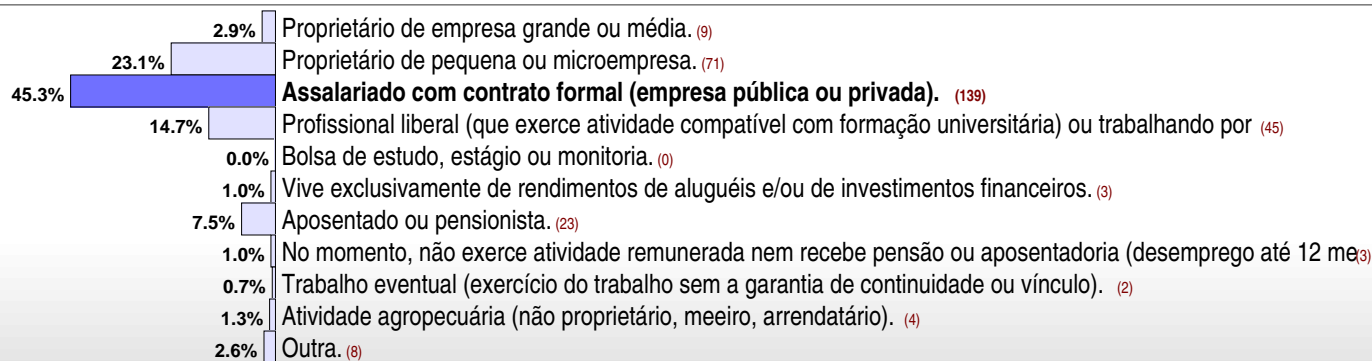 2.9% Proprietário de empresa grande ou média. (9)
23.1% Proprietário de pequena ou microempresa. (71)
45.3% Assalariado com contrato formal (empresa pública ou privada). (139)
14.7% Profissional liberal (que exerce atividade compatível com formação universitária) ou trabalhando por (45)
0.0% Bolsa de estudo, estágio ou monitoria. (0)
1.0% Vive exclusivamente de rendimentos de aluguéis e/ou de investimentos financeiros. (3)
7.5% Aposentado ou pensionista. (23)
1.0% No momento, não exerce atividade remunerada nem recebe pensão ou aposentadoria (desemprego até 12 me (3)
0.7% Trabalho eventual (exercício do trabalho sem a garantia de continuidade ou vínculo). (2)
1.3% Atividade agropecuária (não proprietário, meeiro, arrendatário). (4)
2.6% Outra. (8)